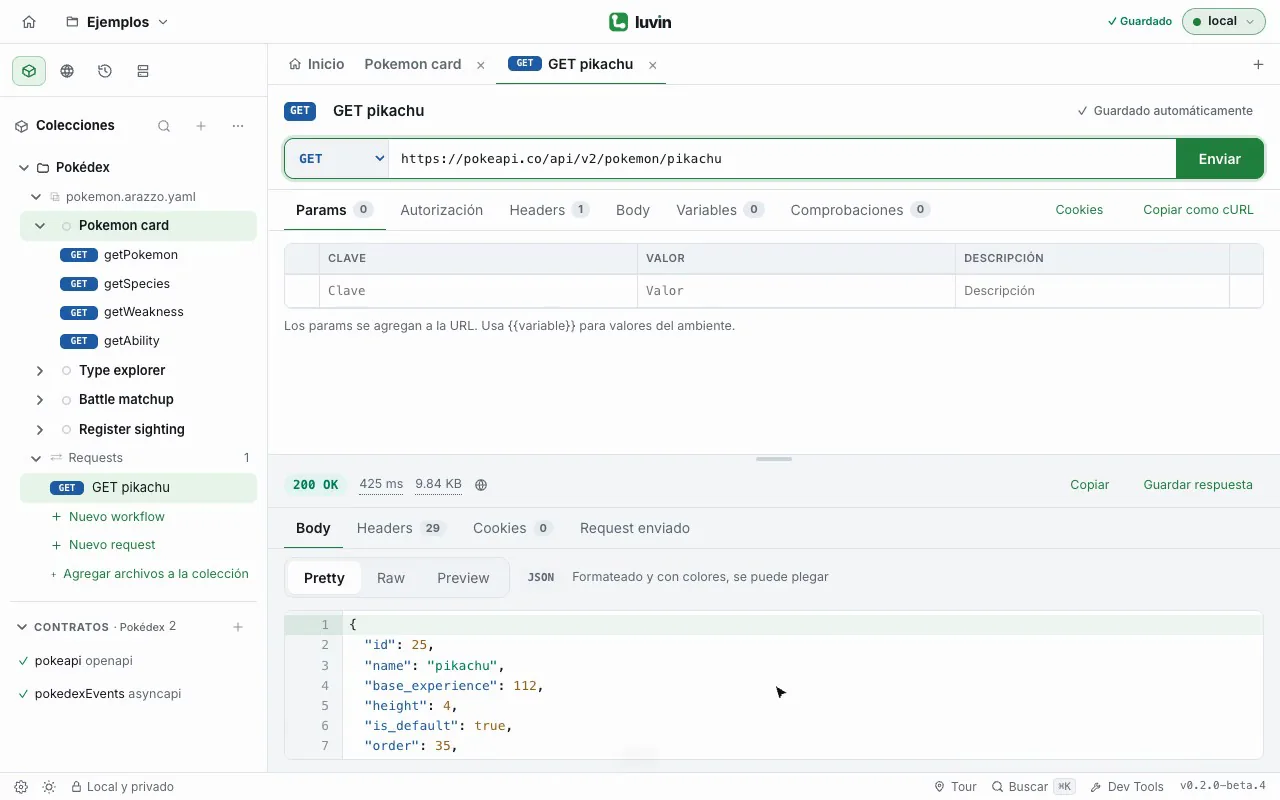 Ejemplos
luvin
Guardado
local
Inicio
Pokemon card
GET GET pikachu
Colecciones
GET GET pikachu
Guardado automáticamente
GET https://pokeapi.co/api/v2/pokemon/pikachu Enviar
Pokédex
pokemon.arazzo.yaml
Pokemon card
GET getPokemon
GET getSpecies
GET getWeakness
GET getAbility
Type explorer
Battle matchup
Register sighting
Requests 1
GET GET pikachu
+ Nuevo workflow
+ Nuevo request
+ Agregar archivos a la colección
CONTRATOS · Pokédex 2
pokeapi openapi
pokedexEvents asyncapi
Params 0 Autorización Headers 1 Body Variables 0 Comprobaciones 0 Cookies Copiar como cURL
CLAVE VALOR DESCRIPCIÓN
Clave Valor Descripción
Los params se agregan a la URL. Usa {{variable}} para valores del ambiente.
200 OK 425 ms 9.84 KB Copiar Guardar respuesta
Body Headers 29 Cookies 0 Request enviado
Pretty Raw Preview JSON Formateado y con colores, se puede plegar
1 {
2 "id": 25,
3 "name": "pikachu",
4 "base_experience": 112,
5 "height": 4,
6 "is_default": true,
7 "order": 35,
Local y privado
Tour Buscar ⌘K Dev Tools v0.2.0-beta.4